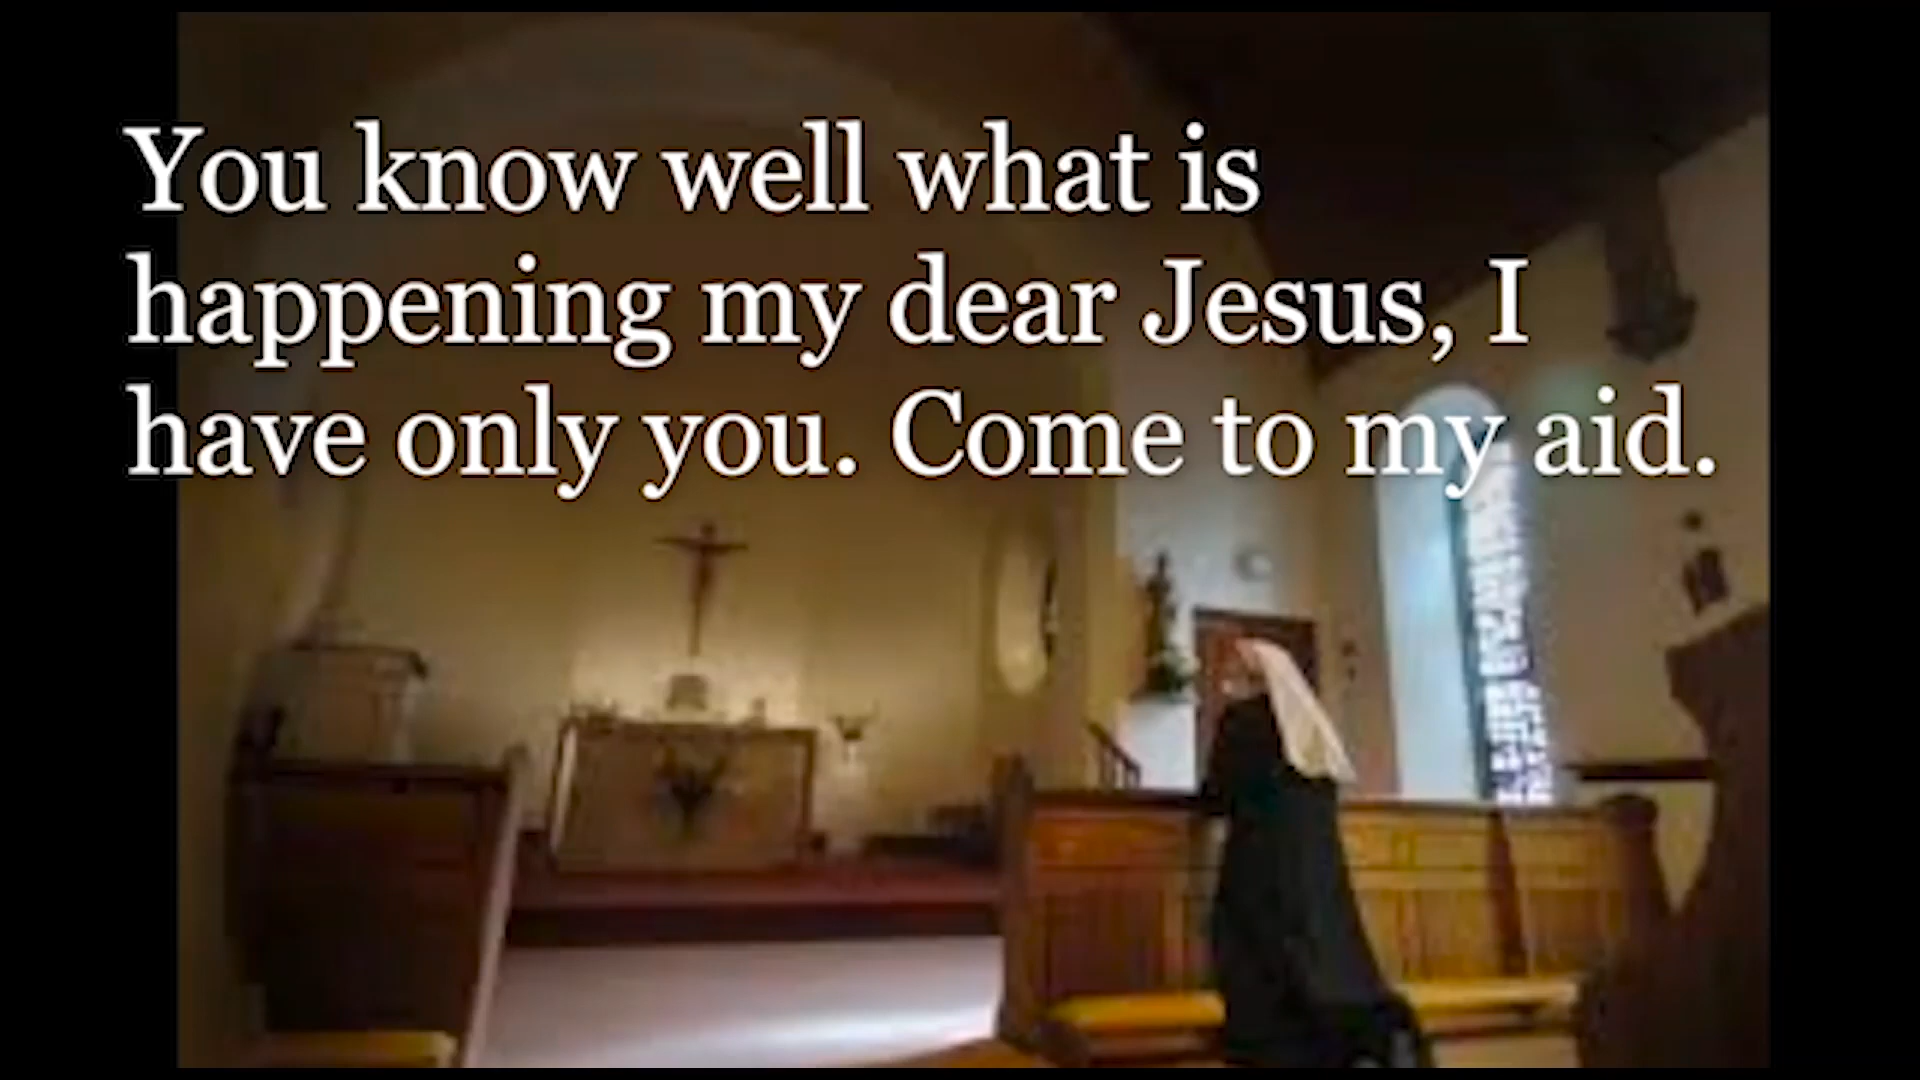 You know well what is
happening my dear Jesus, I
have only you. Come to my aid.